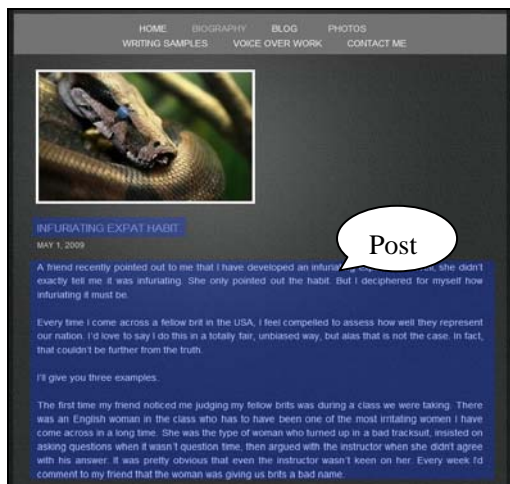 HOME BIOGRAPHY BLOG PHOTOS
WRITING SAMPLES VOICE OVER WORK CONTACT ME
INFURIATING EXPAT HABIT
MAY 1, 2009
Post
A friend recently pointed out to me that I have developed an infuriating she didn't
exactly tell me it was infuriating. She only pointed out the habit. But I deciphered for myself how
infuriating it must be.
Every time I come across a fellow brit in the USA, I feel compelled to assess how well they represent
our nation. I'd love to say I do this in a totally fair, unbiased way, but alas that is not the case. In fact,
that couldn't be further from the truth.
I'll give you three examples.
The first time my friend noticed me judging my fellow brits was during a class we were taking. There
was an English woman in the class who has to have been one of the most irritating women I have
come across in a long time. She was the type of woman who turned up in a bad tracksuit, insisted on
asking questions when it wasn't question time, then argued with the instructor when she didn't agree
with his answer. It was pretty obvious that even the instructor wasn't keen on her. Every week I'd
comment to my friend that the woman was giving us brits a bad name.